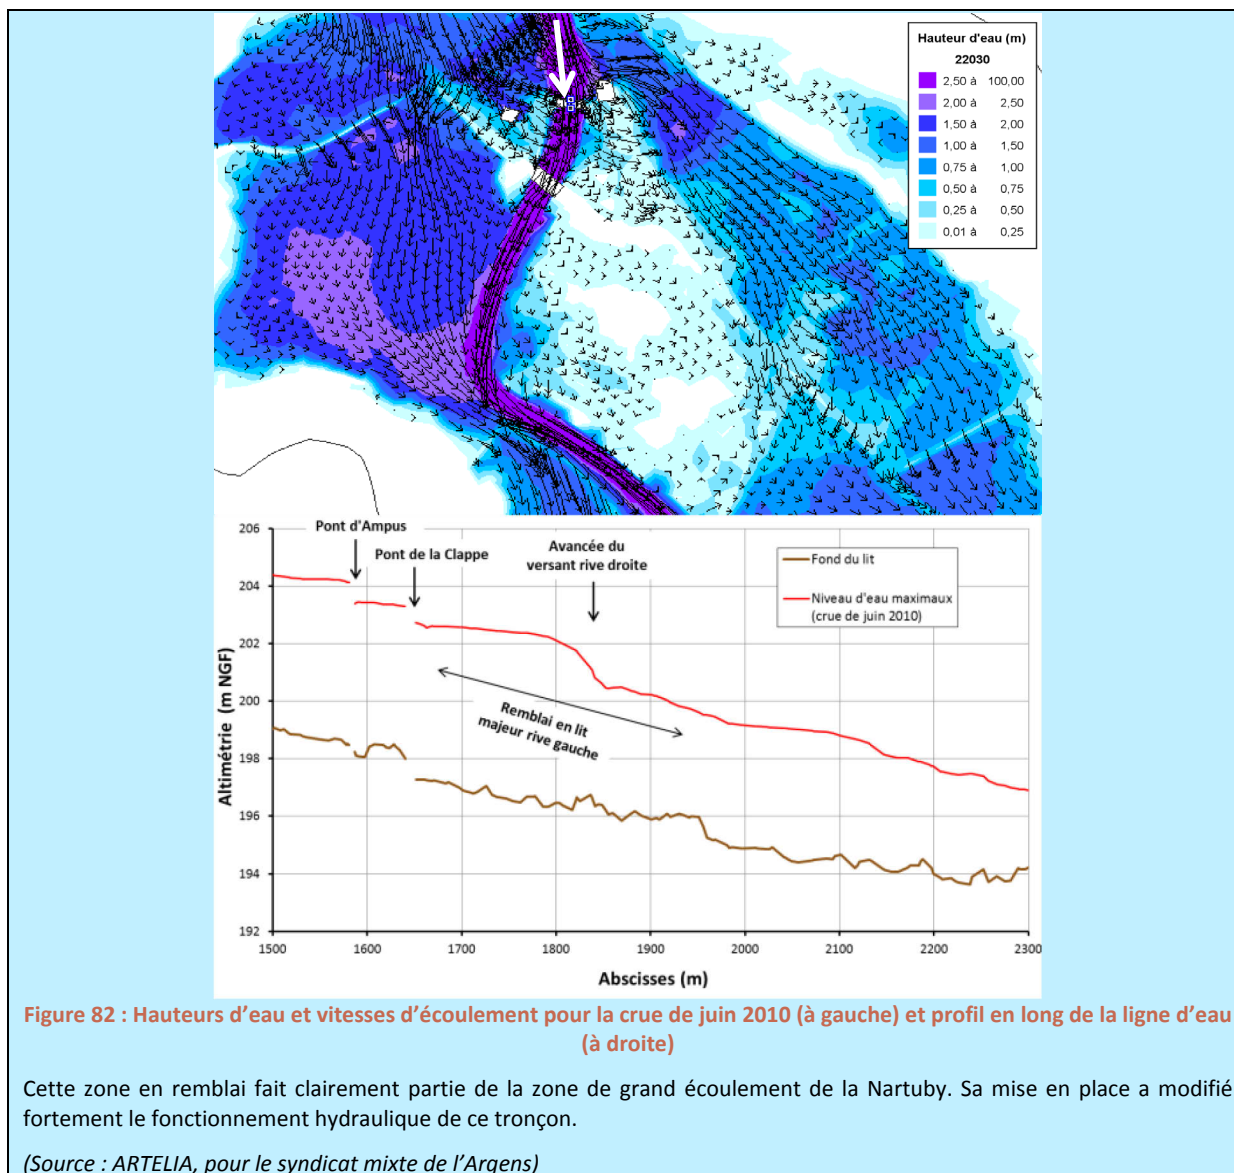 Hauteur d'eau (m)
22030
2,50 à 100,00
2,00 à 2,50
1,50 à 2,00
1,00 à 1,50
0,75 à 1,00
0,50 à 0,75
0,25 à 0,50
0,01 à 0,25
Altimétrie (m NGF)
206
204
202
200
198
196
194
192
Pont d'Ampus
Pont de la Clappe
Avancée du
versant rive droite
Remblai en lit
majeur rive gauche
Fond du lit
Niveau d'eau maximaux
(crue de juin 2010)
1500 1600 1700 1800 1900 2000 2100 2200 2300
Abscisses (m)
Figure 82 : Hauteurs d’eau et vitesses d’écoulement pour la crue de juin 2010 (à gauche) et profil en long de la ligne d’eau
(à droite)
Cette zone en remblai fait clairement partie de la zone de grand écoulement de la Nartuby. Sa mise en place a modifié
fortement le fonctionnement hydraulique de ce tronçon.
(Source : ARTELIA, pour le syndicat mixte de l’Argens)